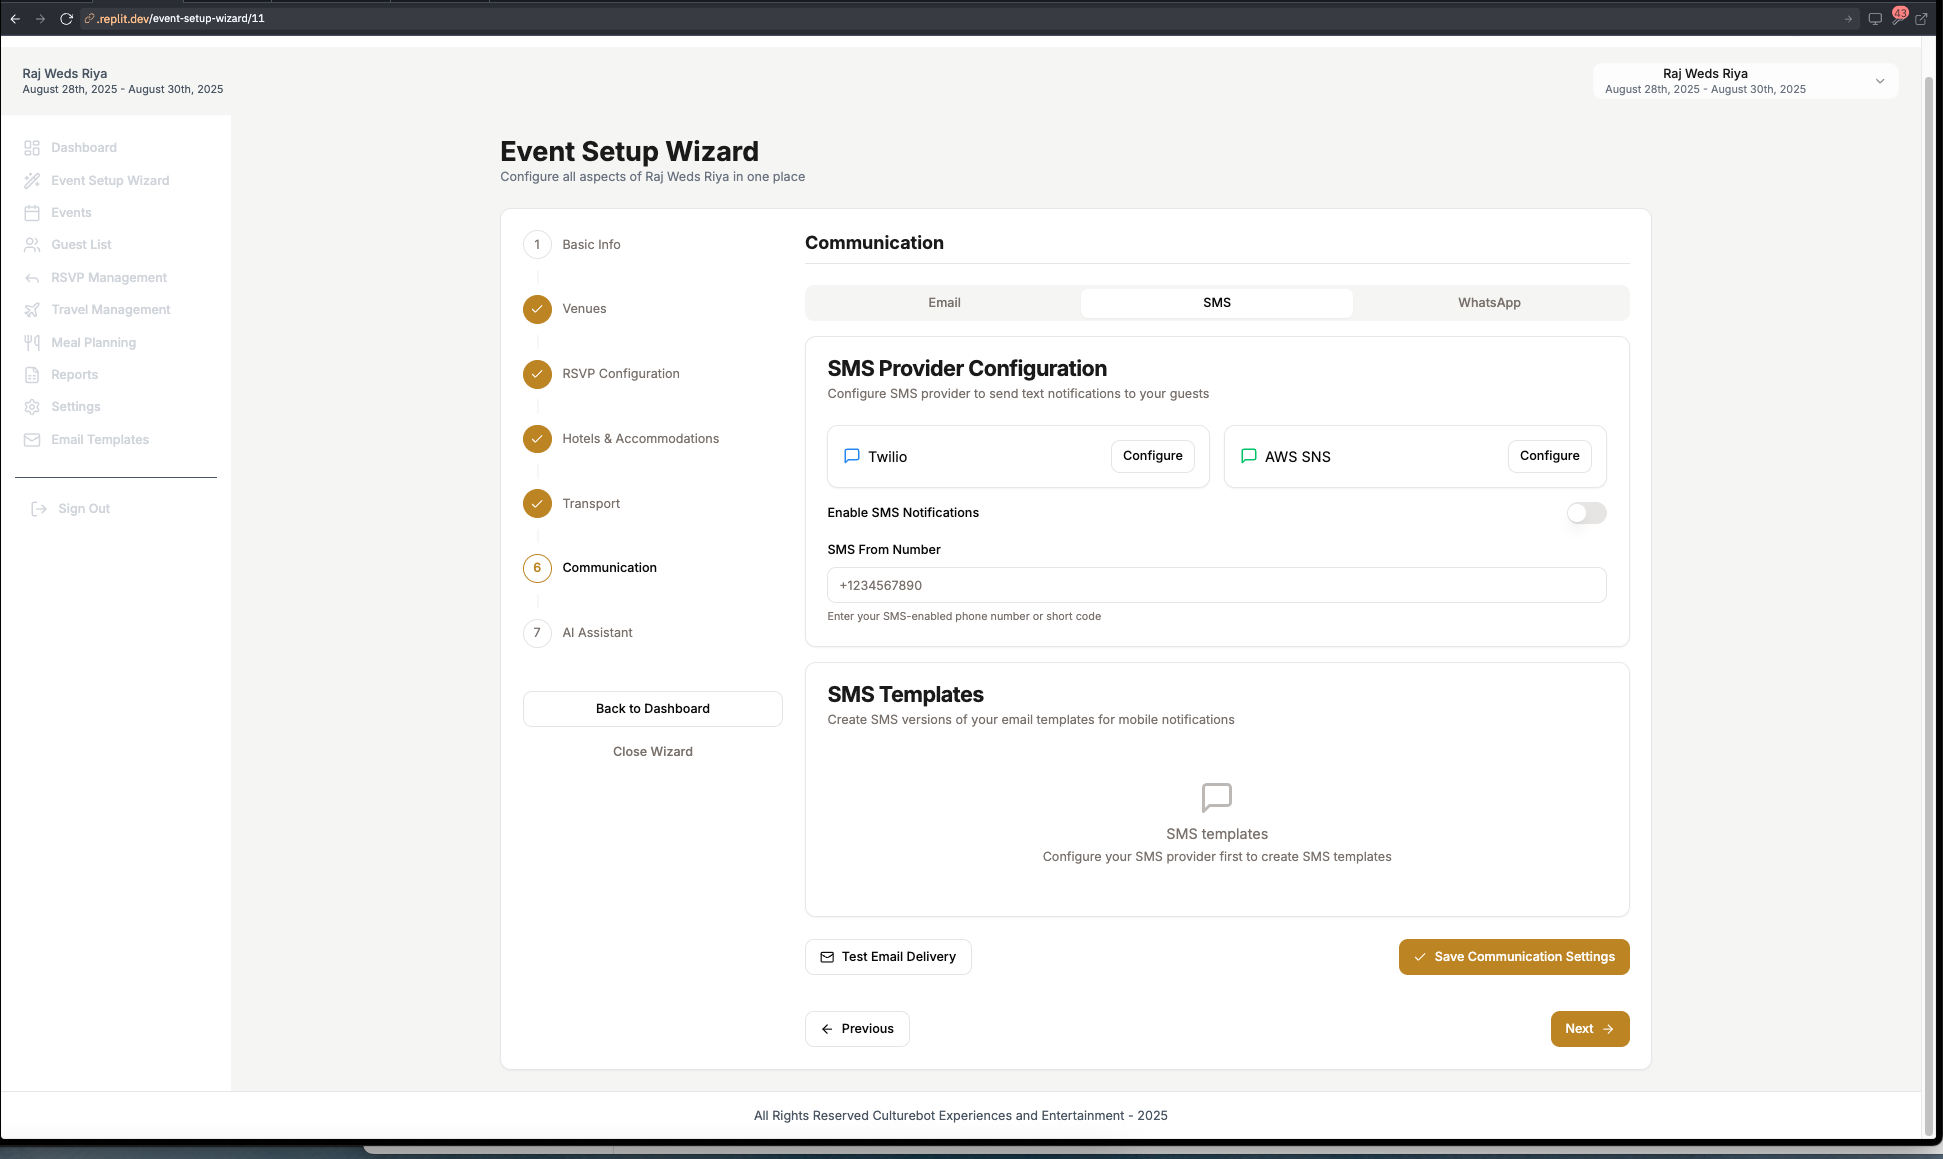 .replit.dev/event-setup-wizard/11
43
Raj Weds Riya
August 28th, 2025 - August 30th, 2025
Raj Weds Riya
August 28th, 2025 - August 30th, 2025
Dashboard
Event Setup Wizard
Events
Guest List
RSVP Management
Travel Management
Meal Planning
Reports
Settings
Email Templates
Sign Out
Event Setup Wizard
Configure all aspects of Raj Weds Riya in one place
1 Basic Info
Venues
RSVP Configuration
Hotels & Accommodations
Transport
6 Communication
7 AI Assistant
Back to Dashboard
Close Wizard
Communication
Email SMS WhatsApp
SMS Provider Configuration
Configure SMS provider to send text notifications to your guests
Twilio Configure AWS SNS Configure
Enable SMS Notifications
SMS From Number
+1234567890
Enter your SMS-enabled phone number or short code
SMS Templates
Create SMS versions of your email templates for mobile notifications
SMS templates
Configure your SMS provider first to create SMS templates
Test Email Delivery Save Communication Settings
Previous Next
All Rights Reserved Culturebot Experiences and Entertainment - 2025